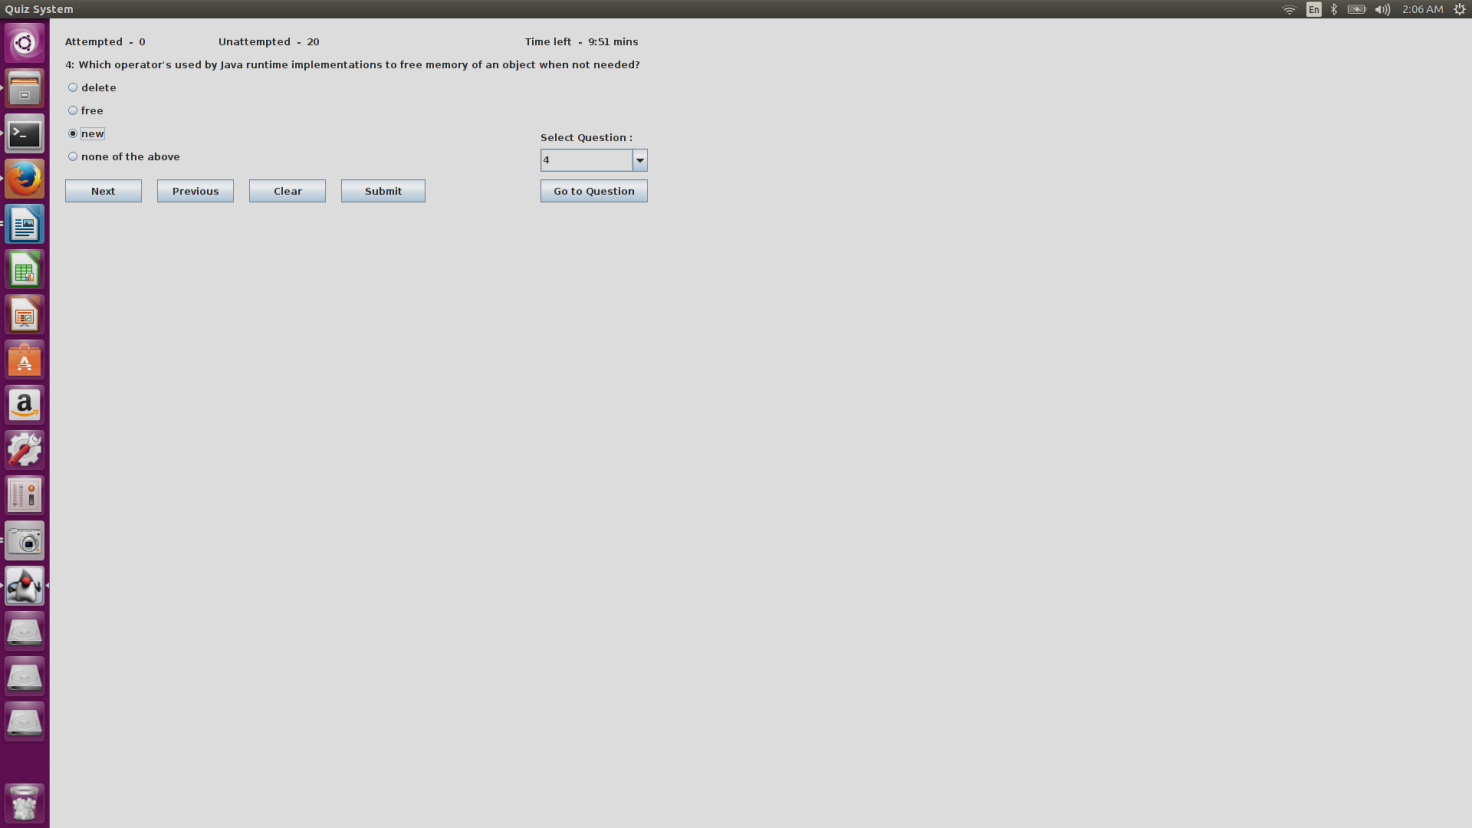 Quiz System
En
2:06 AM
Attempted - 0 Unattempted - 20 Time left - 9:51 mins
4: Which operator's used by Java runtime implementations to free memory of an object when not needed?
delete
free
new
none of the above
Select Question :
4
Next Previous Clear Submit Go to Question